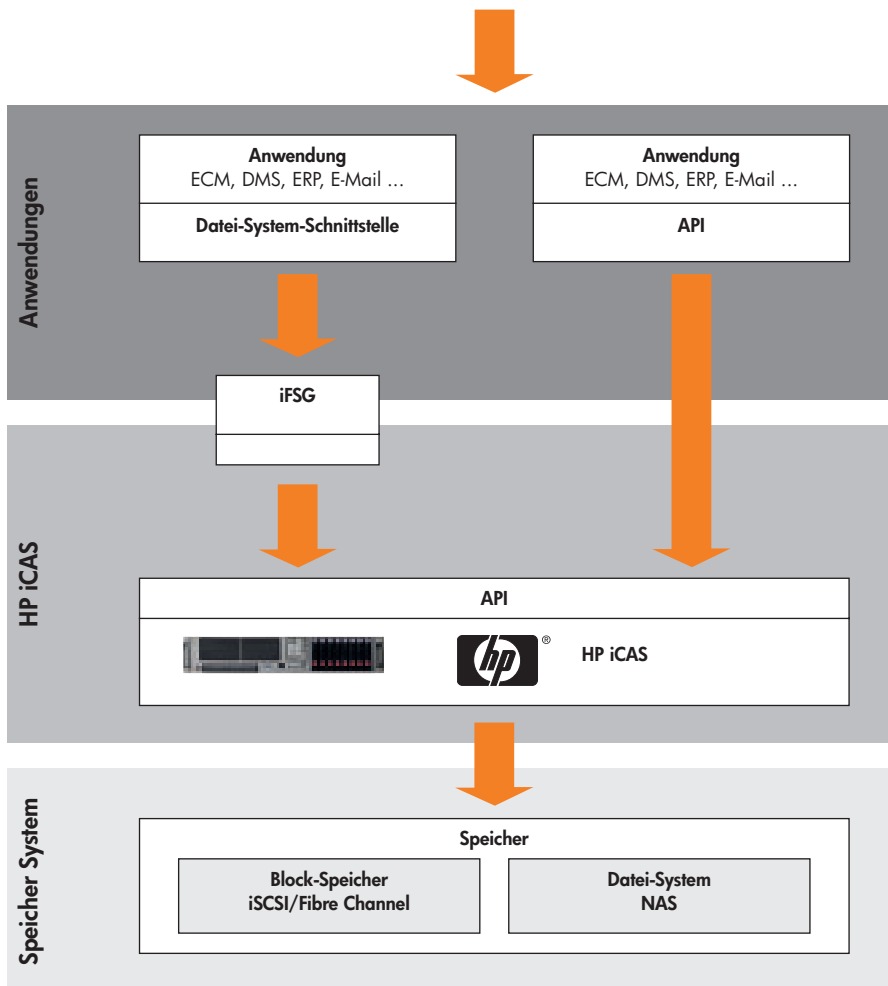 Anwendungen
Anwendung
ECM, DMS, ERP, E-Mail ...
Datei-System-Schnittstelle
Anwendung
ECM, DMS, ERP, E-Mail ...
API
iFSG
HP iCAS
API
hp®
HP iCAS
Speicher System
Speicher
Block-Speicher
iSCSI/Fibre Channel
Datei-System
NAS